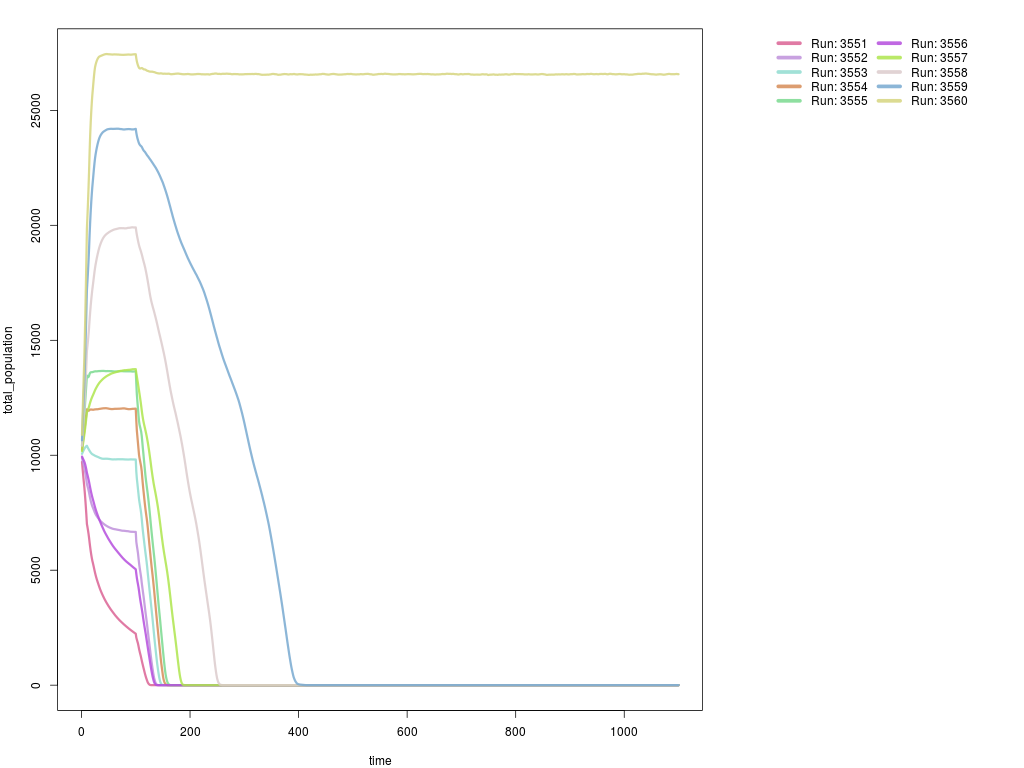 total_population
0
5000
10000
15000
20000
25000
0
200
400
600
800
1000
time
Run: 3551
Run: 3552
Run: 3553
Run: 3554
Run: 3555
Run: 3556
Run: 3557
Run: 3558
Run: 3559
Run: 3560